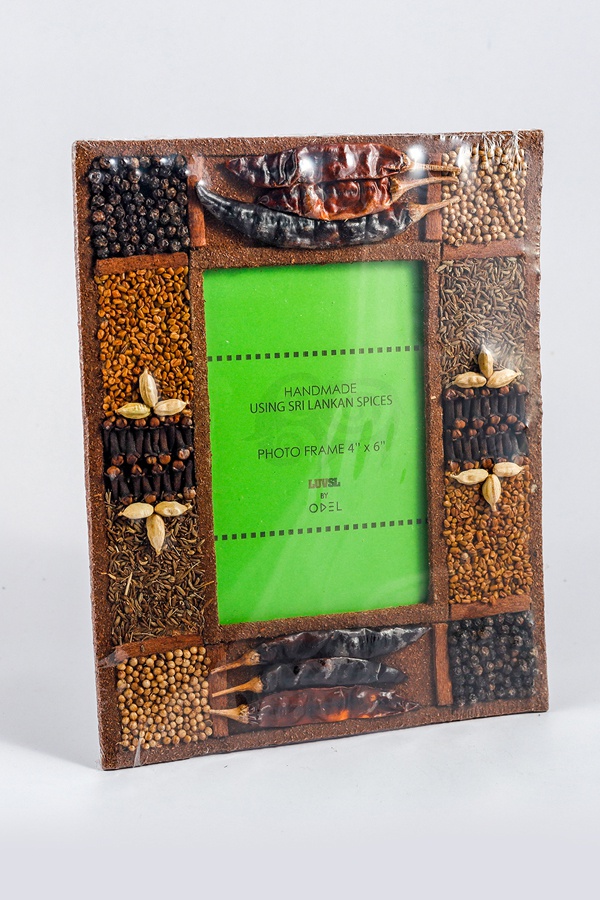 HANDMADE
USING SRI LANKAN SPICES
PHOTO FRAME 4" x 6"
LUVSL
BY
ODEL